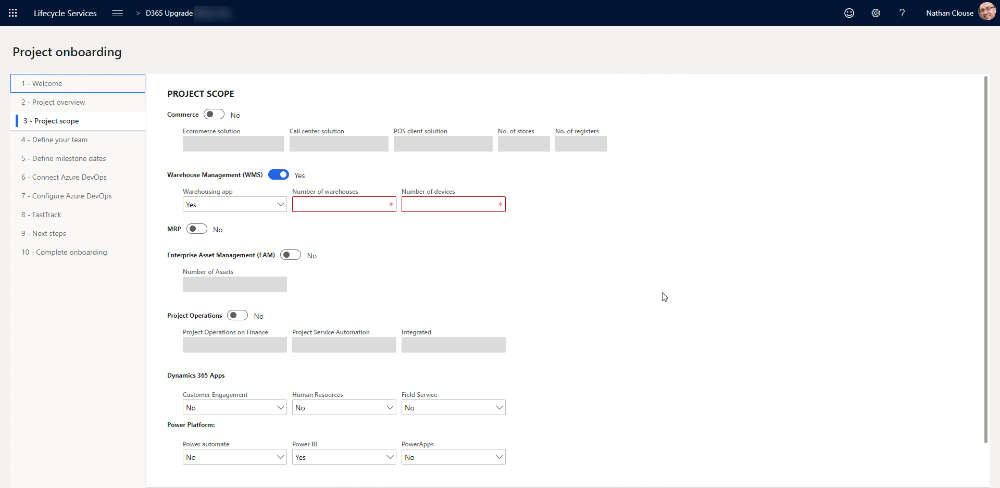 Lifecycle Services > D365 Upgrade ? Nathan Clouse
Project onboarding
1 - Welcome
2 - Project overview
3 - Project scope
4 - Define your team
5 - Define milestone dates
6 - Connect Azure DevOps
7 - Configure Azure DevOps
8 - FastTrack
9 - Next steps
10 - Complete onboarding
PROJECT SCOPE
Commerce No
Ecommerce solution Call center solution POS client solution No. of stores No. of registers
Warehouse Management (WMS) Yes
Warehousing app Number of warehouses Number of devices
Yes * *
MRP No
Enterprise Asset Management (EAM) No
Number of Assets
Project Operations No
Project Operations on Finance Project Service Automation Integrated
Dynamics 365 Apps
Customer Engagement Human Resources Field Service
No No No
Power Platform:
Power automate Power BI PowerApps
No Yes No